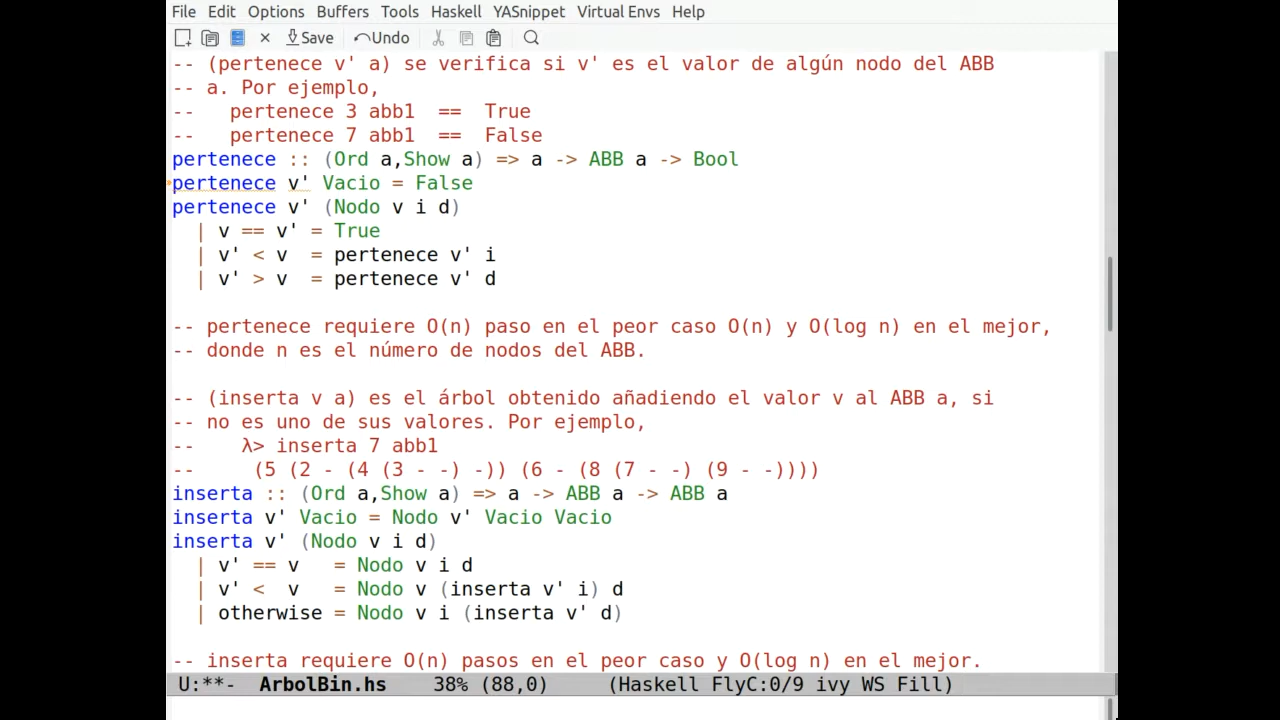 File Edit Options Buffers Tools Haskell YASnippet Virtual Envs Help
Save Undo
-- (pertenece v' a) se verifica si v' es el valor de algún nodo del ABB
-- a. Por ejemplo,
--   pertenece 3 abb1  ==  True
--   pertenece 7 abb1  ==  False
pertenece :: (Ord a,Show a) => a -> ABB a -> Bool
pertenece v' Vacio = False
pertenece v' (Nodo v i d)
  | v == v' = True
  | v' < v  = pertenece v' i
  | v' > v  = pertenece v' d
-- pertenece requiere O(n) paso en el peor caso O(n) y O(log n) en el mejor,
-- donde n es el número de nodos del ABB.
-- (inserta v a) es el árbol obtenido añadiendo el valor v al ABB a, si
-- no es uno de sus valores. Por ejemplo,
--    λ> inserta 7 abb1
--     (5 (2 - (4 (3 - -) -)) (6 - (8 (7 - -) (9 - -))))
inserta :: (Ord a,Show a) => a -> ABB a -> ABB a
inserta v' Vacio = Nodo v' Vacio Vacio
inserta v' (Nodo v i d)
  | v' == v   = Nodo v i d
  | v' <  v   = Nodo v (inserta v' i) d
  | otherwise = Nodo v i (inserta v' d)
-- inserta requiere O(n) pasos en el peor caso y O(log n) en el mejor.
U:**-  ArbolBin.hs    38% (88,0)     (Haskell FlyC:0/9 ivy WS Fill)